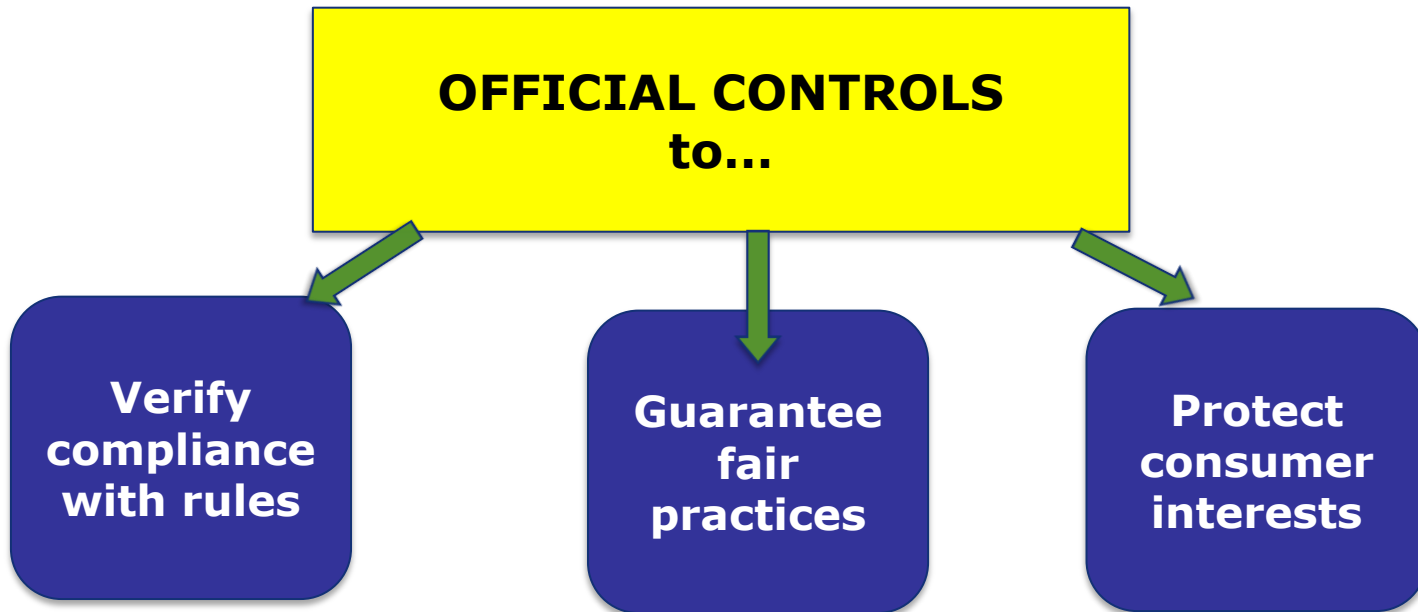 OFFICIAL CONTROLS
to...
Verify
compliance
with rules
Guarantee
fair
practices
Protect
consumer
interests